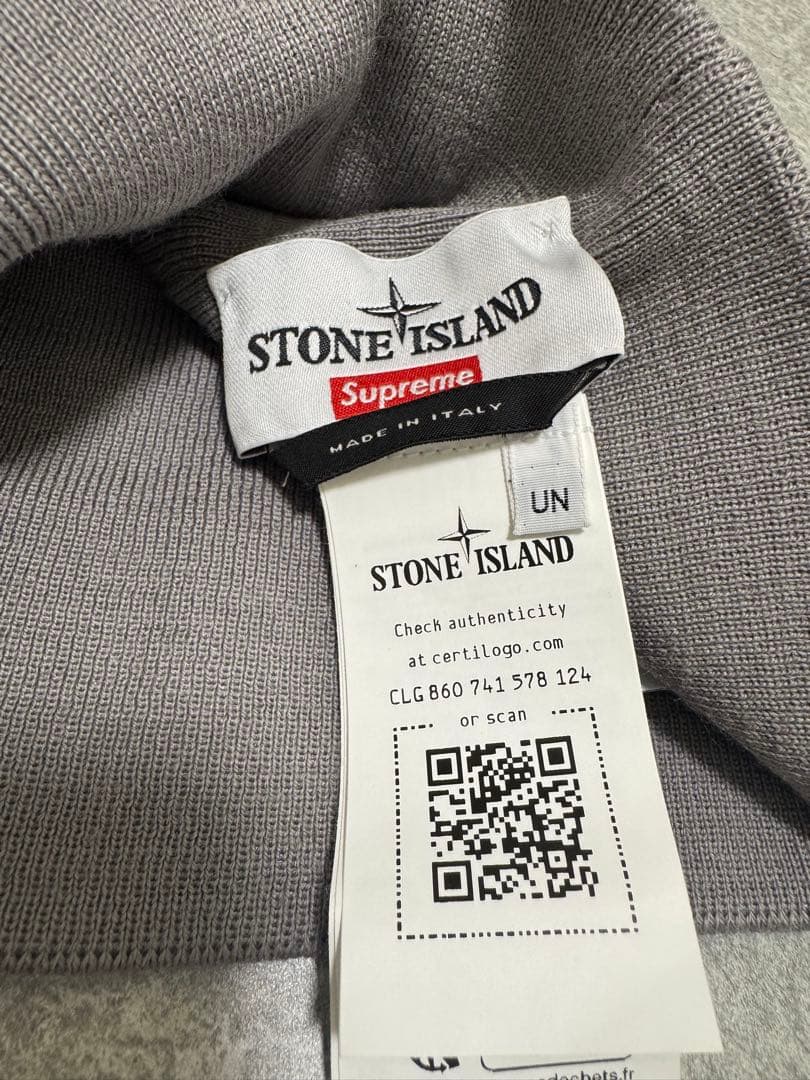 STONE ISLAND
Supreme
MADE IN ITALY
UN
STONE ISLAND
Check authenticity
at certilogo.com
CLG 860 741 578 124
or scan